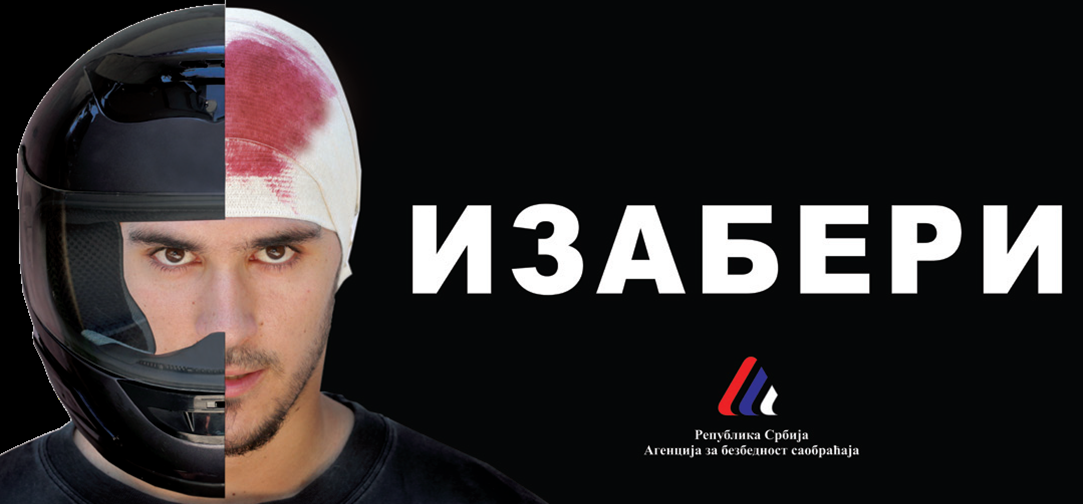 ИЗАБЕРИ
Република Србија
Агенција за безбедност саобраћаја